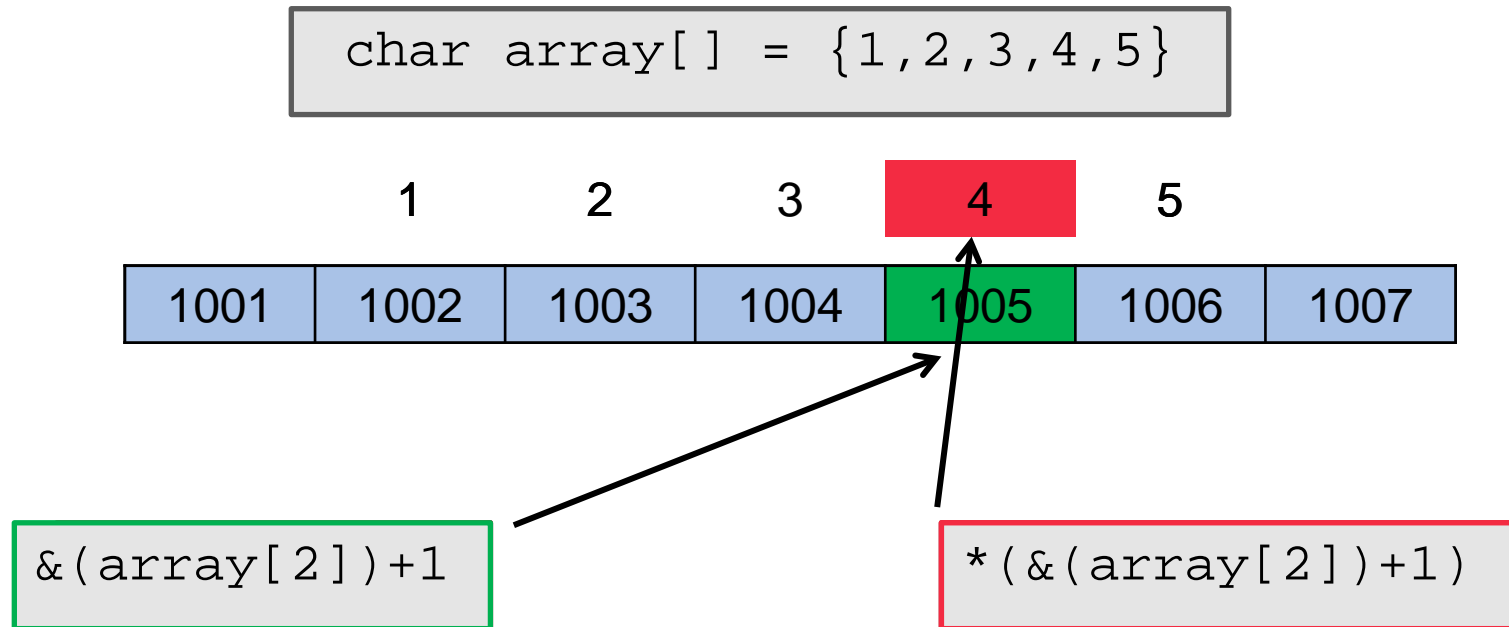 char array[] = {1,2,3,4,5}
1 2 3 4 5
1001 1002 1003 1004 1005 1006 1007
&(array[2])+1 *(&(array[2])+1)